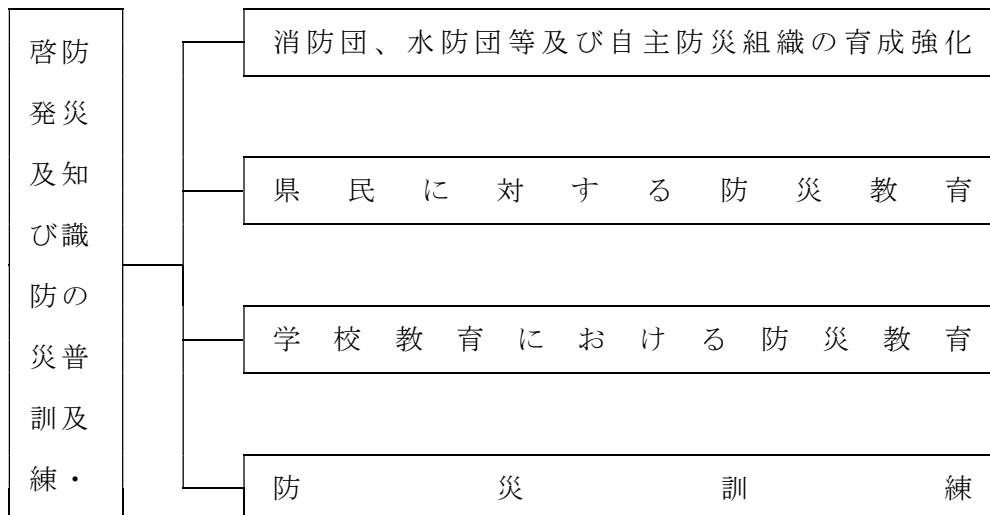 防災知識の普及・
啓発及び防災訓練
消防団、水防団等及び自主防災組織の育成強化
県民に対する防災教育
学校教育における防災教育
防災訓練